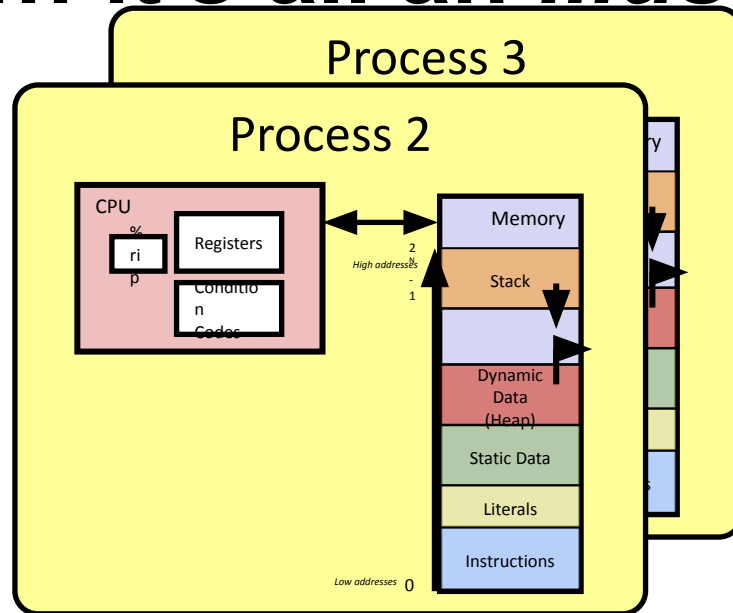 Process 3
Process 2
CPU
%
ri
p
Registers
Conditio
n
Codes
ry
Memory
2
N
-
1
High addresses
Stack
Dynamic
Data
(Heap)
Static Data
Literals
Instructions
s
Low addresses
0